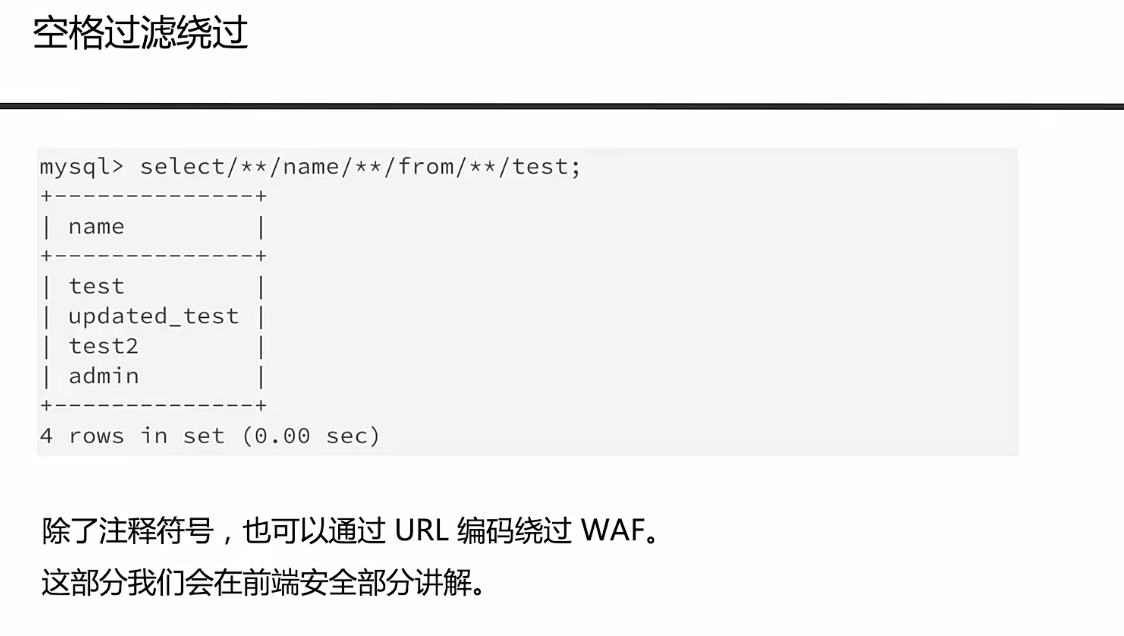 空格过滤绕过
mysql> select/**/name/**/from/**/test;
+--------------+
| name         |
+--------------+
| test         |
| updated_test |
| test2        |
| admin        |
+--------------+
4 rows in set (0.00 sec)
除了注释符号，也可以通过 URL 编码绕过 WAF。
这部分我们会在前端安全部分讲解。